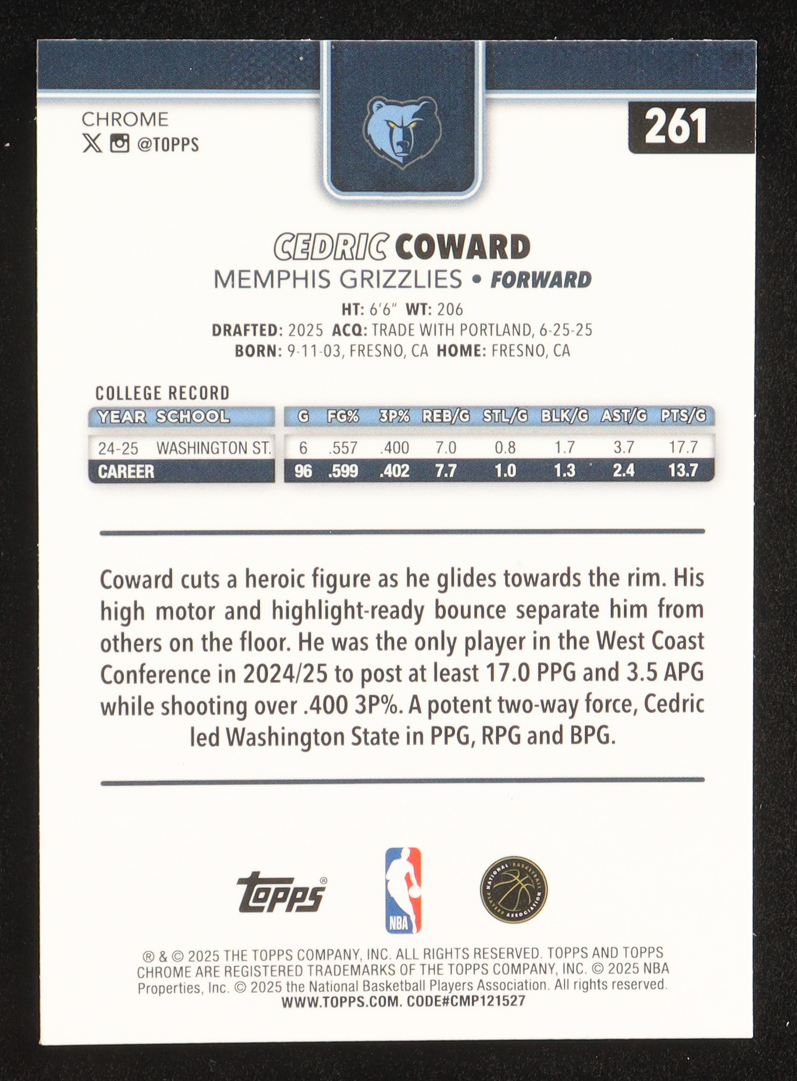 CHROME
@TOPPS
261
CEDRIC COWARD
MEMPHIS GRIZZLIES • FORWARD
HT: 6'6" WT: 206
DRAFTED: 2025 ACQ: TRADE WITH PORTLAND, 6-25-25
BORN: 9-11-03, FRESNO, CA HOME: FRESNO, CA
COLLEGE RECORD
YEAR SCHOOL G FG% 3P% REB/G STL/G BLK/G AST/G PTS/G
24-25 WASHINGTON ST. 6 .557 .400 7.0 0.8 1.7 3.7 17.7
CAREER 96 .599 .402 7.7 1.0 1.3 2.4 13.7
Coward cuts a heroic figure as he glides towards the rim. His
high motor and highlight-ready bounce separate him from
others on the floor. He was the only player in the West Coast
Conference in 2024/25 to post at least 17.0 PPG and 3.5 APG
while shooting over .400 3P%. A potent two-way force, Cedric
led Washington State in PPG, RPG and BPG.
Topps®
NBA
NATIONAL BASKETBALL PLAYERS ASSOCIATION
® & © 2025 THE TOPPS COMPANY, INC. ALL RIGHTS RESERVED. TOPPS AND TOPPS
CHROME ARE REGISTERED TRADEMARKS OF THE TOPPS COMPANY, INC. © 2025 NBA
Properties, Inc. © 2025 the National Basketball Players Association. All rights reserved.
WWW.TOPPS.COM. CODE#CMP121527